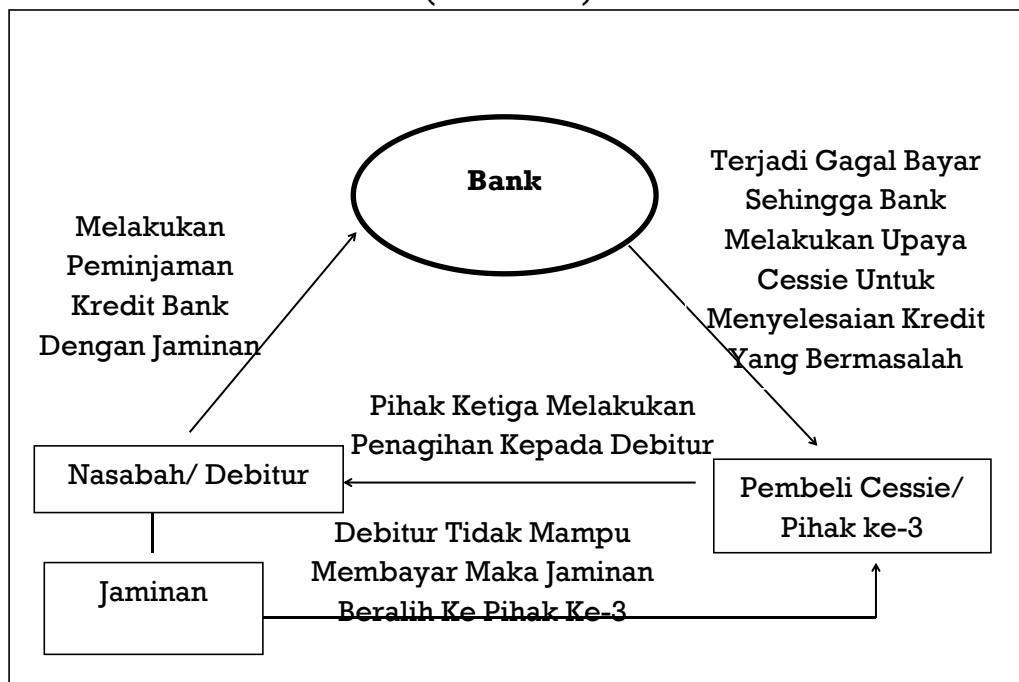 Bank
Terjadi Gagal Bayar
Sehingga Bank
Melakukan Upaya
Cessie Untuk
Menyelesaian Kredit
Yang Bermasalah
Melakukan
Peminjaman
Kredit Bank
Dengan Jaminan
Pihak Ketiga Melakukan
Penagihan Kepada Debitur
Nasabah/ Debitur
Pembeli Cessie/
Pihak ke-3
Debitur Tidak Mampu
Membayar Maka Jaminan
Beralih Ke Pihak Ke-3
Jaminan